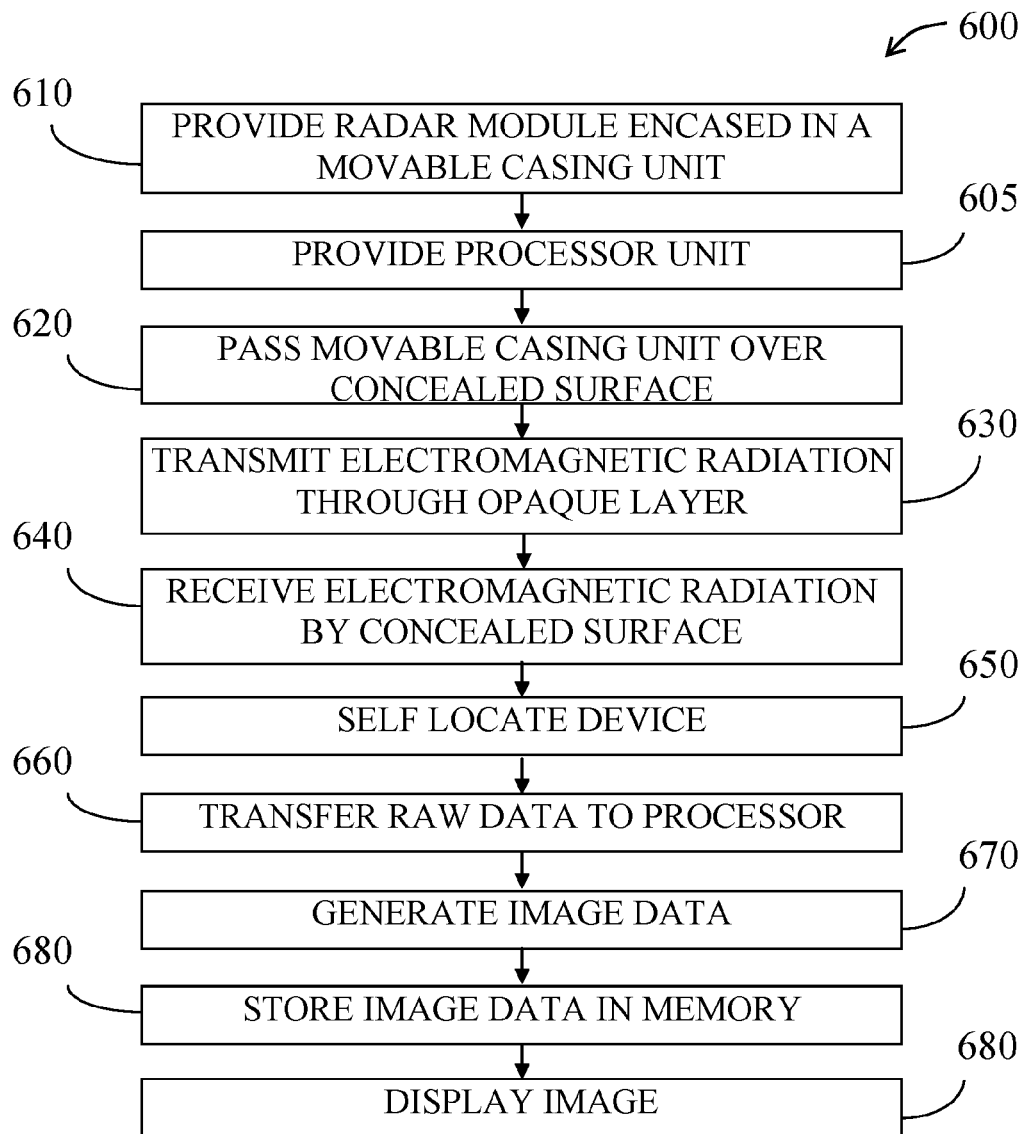 600
610
PROVIDE RADAR MODULE ENCASED IN A
MOVABLE CASING UNIT
605
PROVIDE PROCESSOR UNIT
620
PASS MOVABLE CASING UNIT OVER
CONCEALED SURFACE
630
TRANSMIT ELECTROMAGNETIC RADIATION
THROUGH OPAQUE LAYER
640
RECEIVE ELECTROMAGNETIC RADIATION
BY CONCEALED SURFACE
650
SELF LOCATE DEVICE
660
TRANSFER RAW DATA TO PROCESSOR
670
GENERATE IMAGE DATA
680
STORE IMAGE DATA IN MEMORY
680
DISPLAY IMAGE